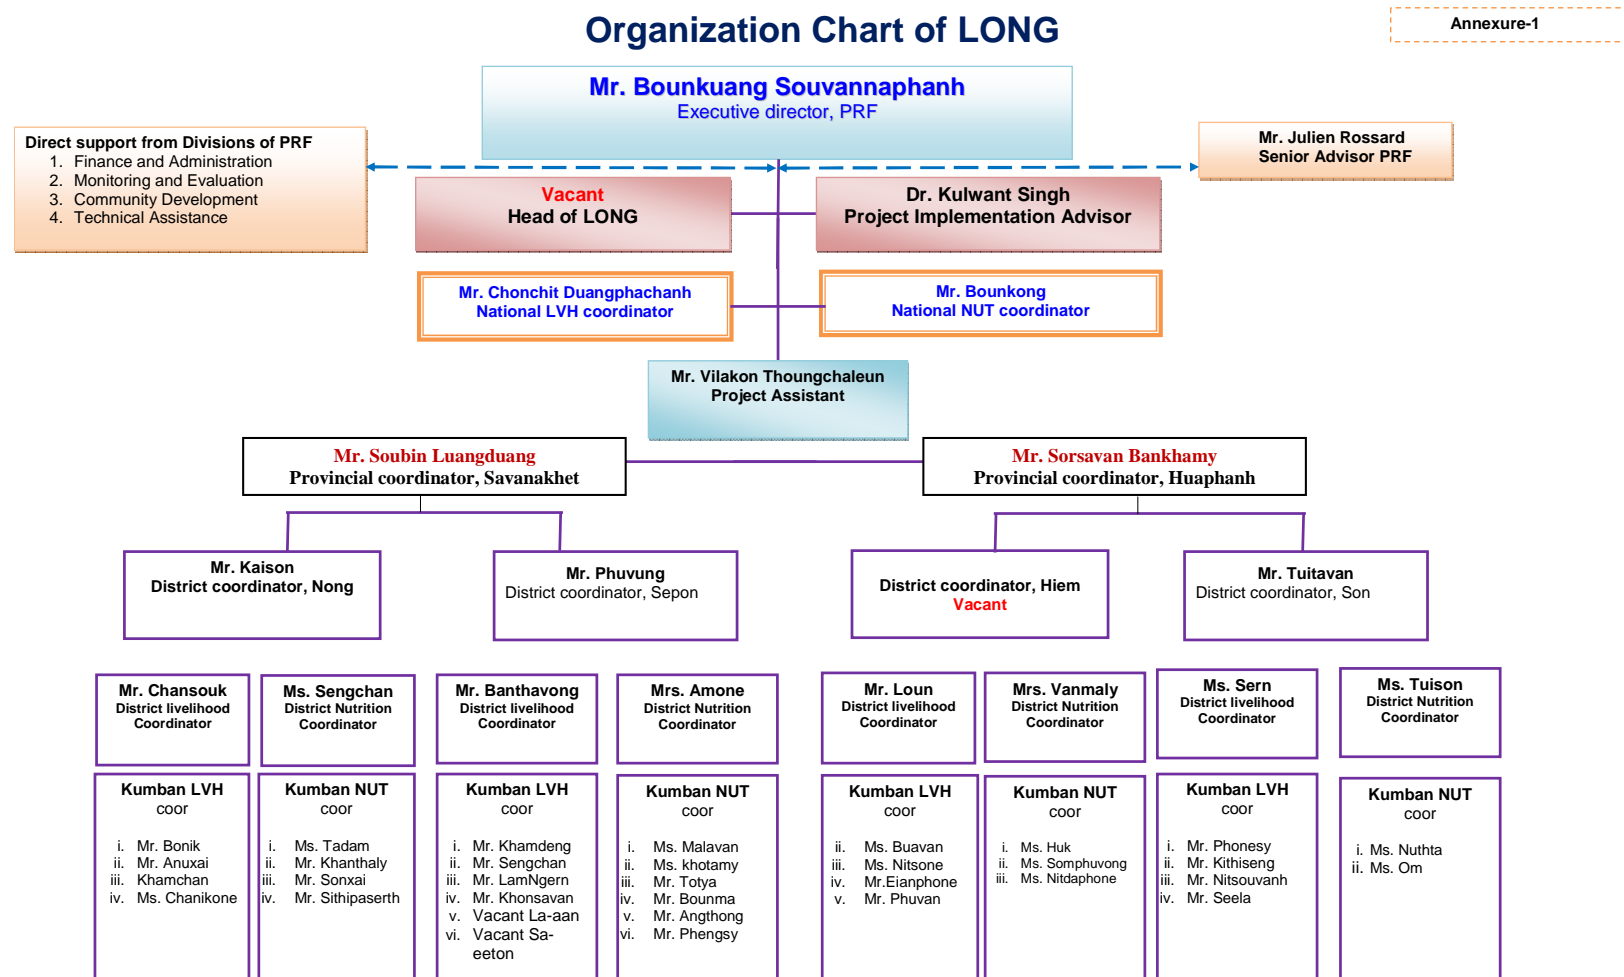 Organization Chart of LONG
Annexure-1
Mr. Bounkuang Souvannaphanh
Executive director, PRF
Direct support from Divisions of PRF
1. Finance and Administration
2. Monitoring and Evaluation
3. Community Development
4. Technical Assistance
Mr. Julien Rossard
Senior Advisor PRF
Vacant
Head of LONG
Dr. Kulwant Singh
Project Implementation Advisor
Mr. Chonchit Duangphachanh
National LVH coordinator
Mr. Bounkong
National NUT coordinator
Mr. Vilakon Thoungchaleun
Project Assistant
Mr. Soubin Luangduang
Provincial coordinator, Savanakhet
Mr. Sorsavan Bankhamy
Provincial coordinator, Huaphanh
Mr. Kaison
District coordinator, Nong
Mr. Phuvung
District coordinator, Sepon
District coordinator, Hiem
Vacant
Mr. Tuitavan
District coordinator, Son
Mr. Chansouk
District livelihood
Coordinator
Ms. Sengchan
District Nutrition
Coordinator
Mr. Banthavong
District livelihood
Coordinator
Mrs. Amone
District Nutrition
Coordinator
Mr. Loun
District livelihood
Coordinator
Mrs. Vanmaly
District Nutrition
Coordinator
Ms. Sern
District livelihood
Coordinator
Ms. Tuison
District Nutrition
Coordinator
Kumban LVH
coor
i. Mr. Bonik
ii. Mr. Anuxai
iii. Khamchan
iv. Ms. Chanikone
Kumban NUT
coor
i. Ms. Tadam
ii. Mr. Khanthaly
iii. Mr. Sonxai
iv. Mr. Sithipaserth
Kumban LVH
coor
i. Mr. Khamdeng
ii. Mr. Sengchan
iii. Mr. LamNgern
iv. Mr. Khonsavan
v. Vacant La-aan
vi. Vacant Sa-
eeton
Kumban NUT
coor
i. Ms. Malavan
ii. Ms. khotamy
iii. Mr. Totya
iv. Mr. Bounma
v. Mr. Angthong
vi. Mr. Phengsy
Kumban LVH
coor
ii. Ms. Buavan
iii. Ms. Nitsone
iv. Mr.Eianphone
v. Mr. Phuvan
Kumban NUT
coor
i. Ms. Huk
ii. Ms. Somphuvong
iii. Ms. Nitdaphone
Kumban LVH
coor
i. Mr. Phonesy
ii. Mr. Kithiseng
iii. Mr. Nitsouvanh
iv. Mr. Seela
Kumban NUT
coor
i. Ms. Nuthta
ii. Ms. Om